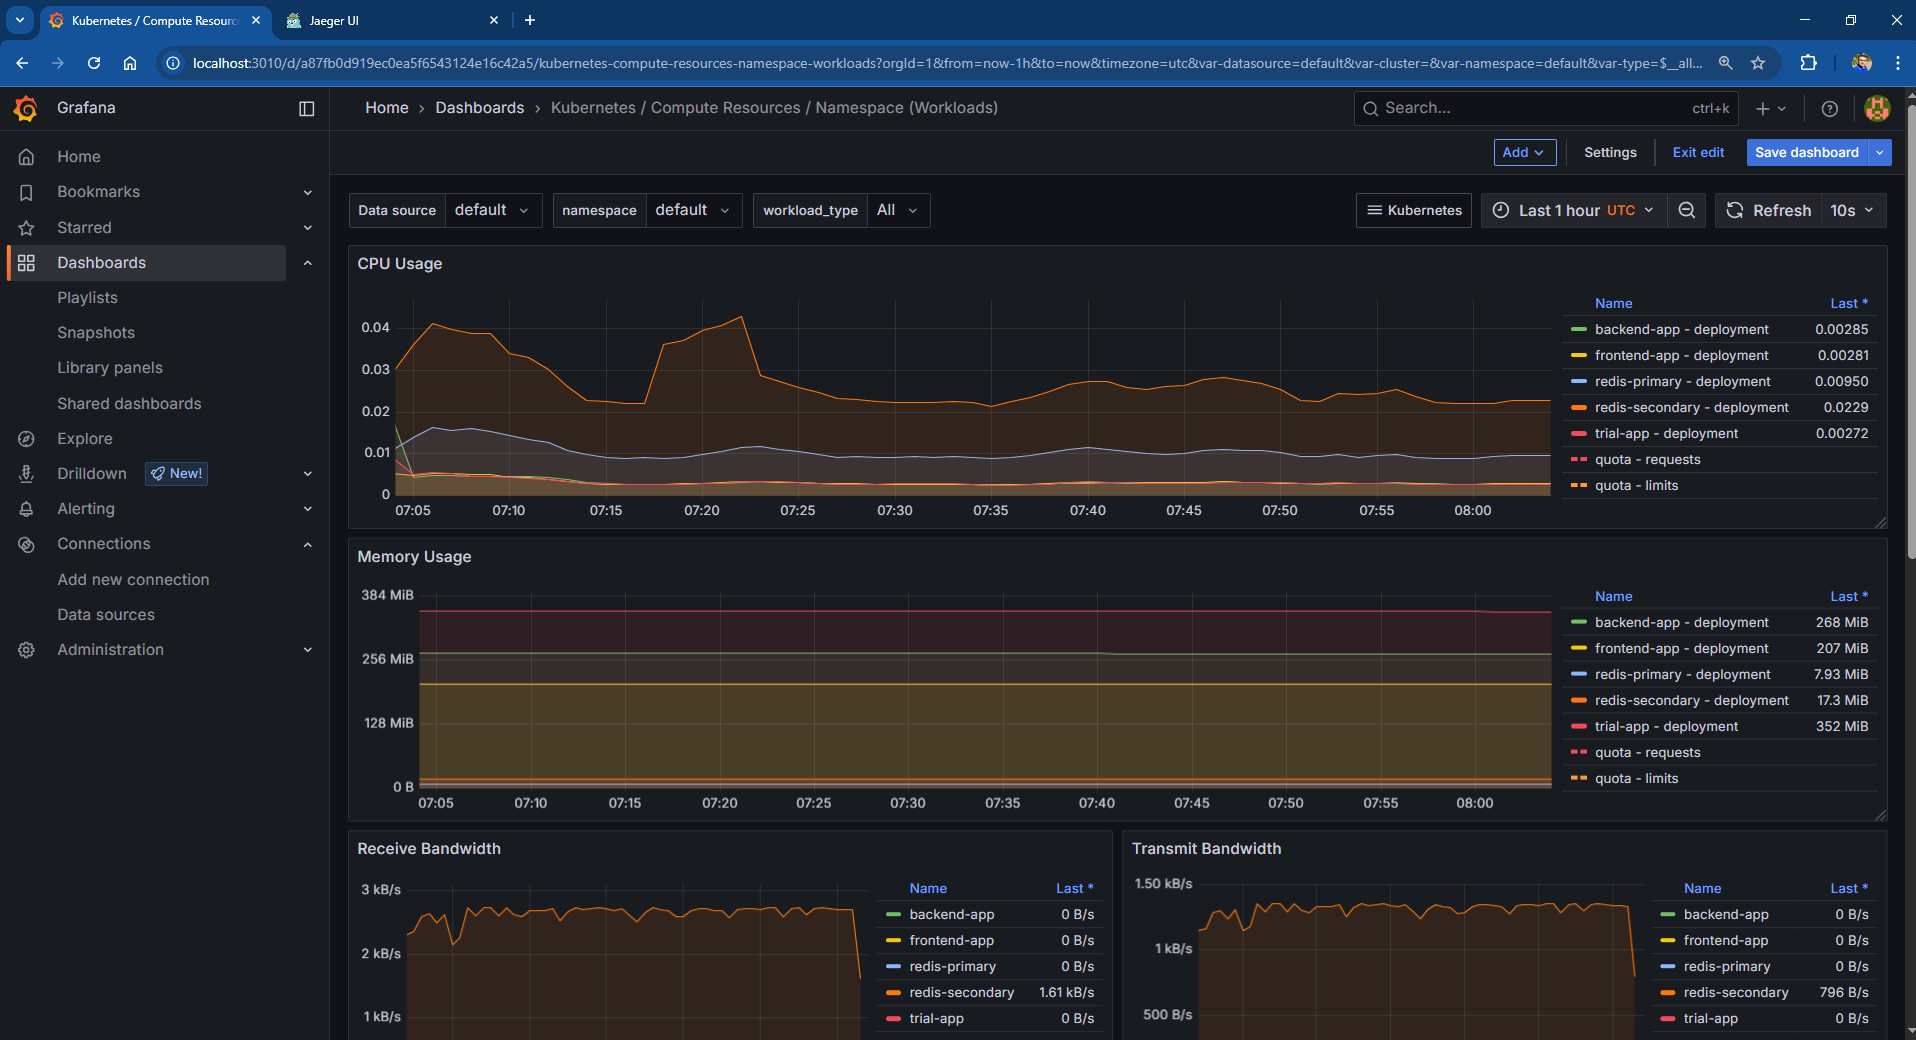 Kubernetes / Compute Resourc
Jaeger UI
localhost:3010/d/a87fb0d919ec0ea5f6543124e16c42a5/kubernetes-compute-resources-namespace-workloads?orgId=1&from=now-1h&to=now&timezone=utc&var-datasource=default&var-cluster=&var-namespace=default&var-type=$__all...
Grafana
Home › Dashboards › Kubernetes / Compute Resources / Namespace (Workloads)
Search...
ctrl+k
Add
Settings
Exit edit
Save dashboard
Home
Bookmarks
Starred
Dashboards
Playlists
Snapshots
Library panels
Shared dashboards
Explore
Drilldown
New!
Alerting
Connections
Add new connection
Data sources
Administration
Data source default
namespace default
workload_type All
Kubernetes
Last 1 hour UTC
Refresh 10s
CPU Usage
0.04
0.03
0.02
0.01
0
07:05 07:10 07:15 07:20 07:25 07:30 07:35 07:40 07:45 07:50 07:55 08:00
Name Last *
backend-app - deployment 0.00285
frontend-app - deployment 0.00281
redis-primary - deployment 0.00950
redis-secondary - deployment 0.0229
trial-app - deployment 0.00272
quota - requests
quota - limits
Memory Usage
384 MiB
256 MiB
128 MiB
0 B
07:05 07:10 07:15 07:20 07:25 07:30 07:35 07:40 07:45 07:50 07:55 08:00
Name Last *
backend-app - deployment 268 MiB
frontend-app - deployment 207 MiB
redis-primary - deployment 7.93 MiB
redis-secondary - deployment 17.3 MiB
trial-app - deployment 352 MiB
quota - requests
quota - limits
Receive Bandwidth
3 kB/s
2 kB/s
1 kB/s
Name Last *
backend-app 0 B/s
frontend-app 0 B/s
redis-primary 0 B/s
redis-secondary 1.61 kB/s
trial-app 0 B/s
Transmit Bandwidth
1.50 kB/s
1 kB/s
500 B/s
Name Last *
backend-app 0 B/s
frontend-app 0 B/s
redis-primary 0 B/s
redis-secondary 796 B/s
trial-app 0 B/s